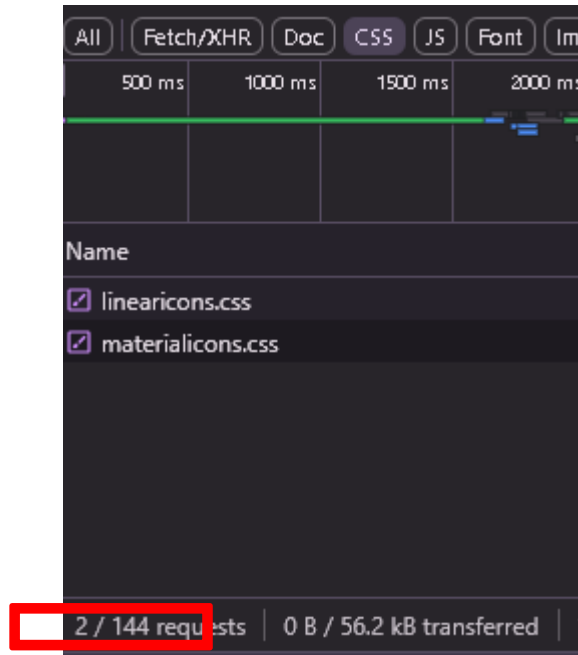 All Fetch/XHR Doc CSS JS Font Im
500 ms 1000 ms 1500 ms 2000 ms
Name
linearicons.css
materialicons.css
2 / 144 requests 0 B / 56.2 kB transferred